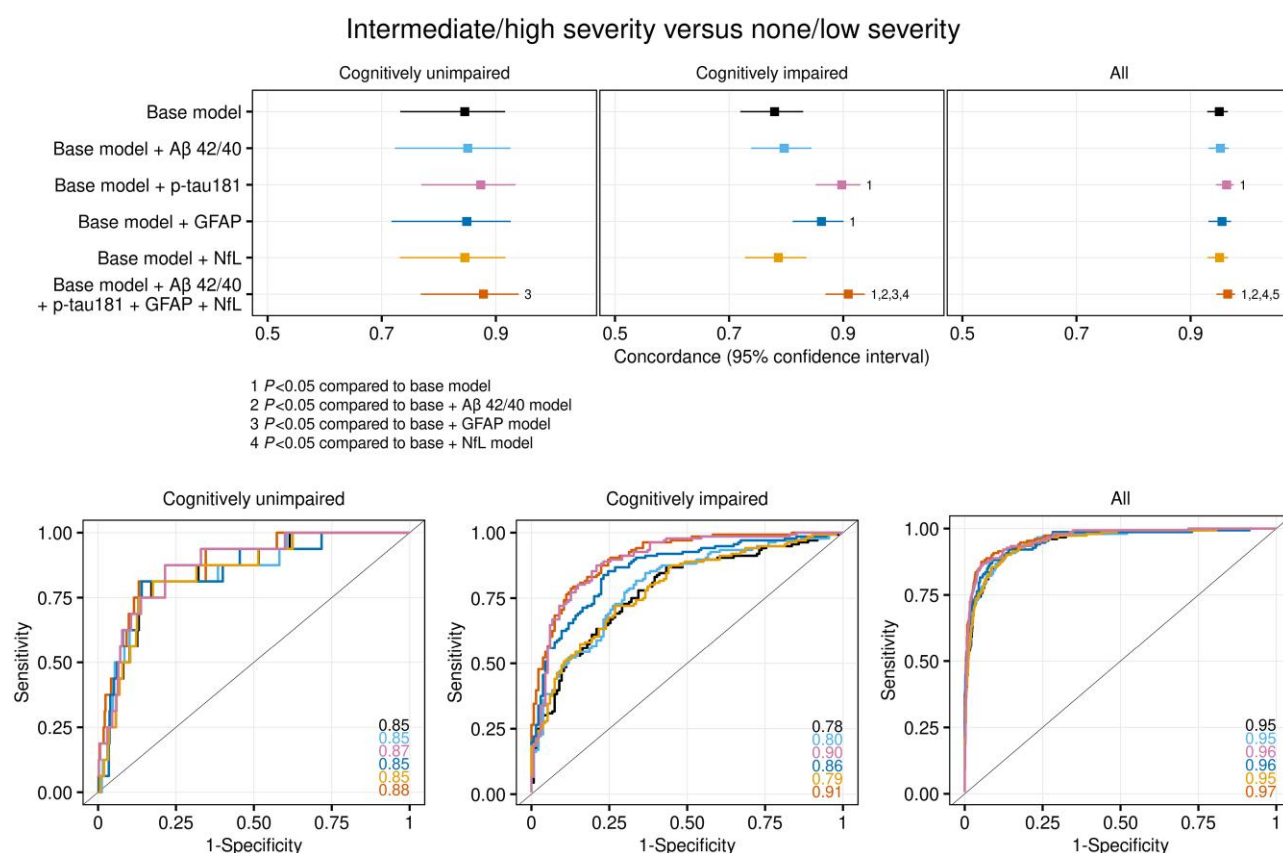 Intermediate/high severity versus none/low severity
Cognitively unimpaired
Cognitively impaired
All
Base model
Base model + Aβ 42/40
Base model + p-tau181
1
1
Base model + GFAP
1
Base model + NfL
Base model + Aβ 42/40
+ p-tau181 + GFAP + NfL
3
1,2,3,4
1,2,4,5
0.5 0.7 0.9
0.5 0.7 0.9
0.5 0.7 0.9
Concordance (95% confidence interval)
1 P<0.05 compared to base model
2 P<0.05 compared to base + Aβ 42/40 model
3 P<0.05 compared to base + GFAP model
4 P<0.05 compared to base + NfL model
Cognitively unimpaired
Sensitivity
1.00
0.75
0.50
0.25
0.00
0.85
0.85
0.87
0.85
0.85
0.88
0 0.25 0.50 0.75 1
1-Specificity
Cognitively impaired
Sensitivity
1.00
0.75
0.50
0.25
0.00
0.78
0.80
0.90
0.86
0.79
0.91
0 0.25 0.50 0.75 1
1-Specificity
All
Sensitivity
1.00
0.75
0.50
0.25
0.00
0.95
0.95
0.96
0.96
0.95
0.97
0 0.25 0.50 0.75 1
1-Specificity